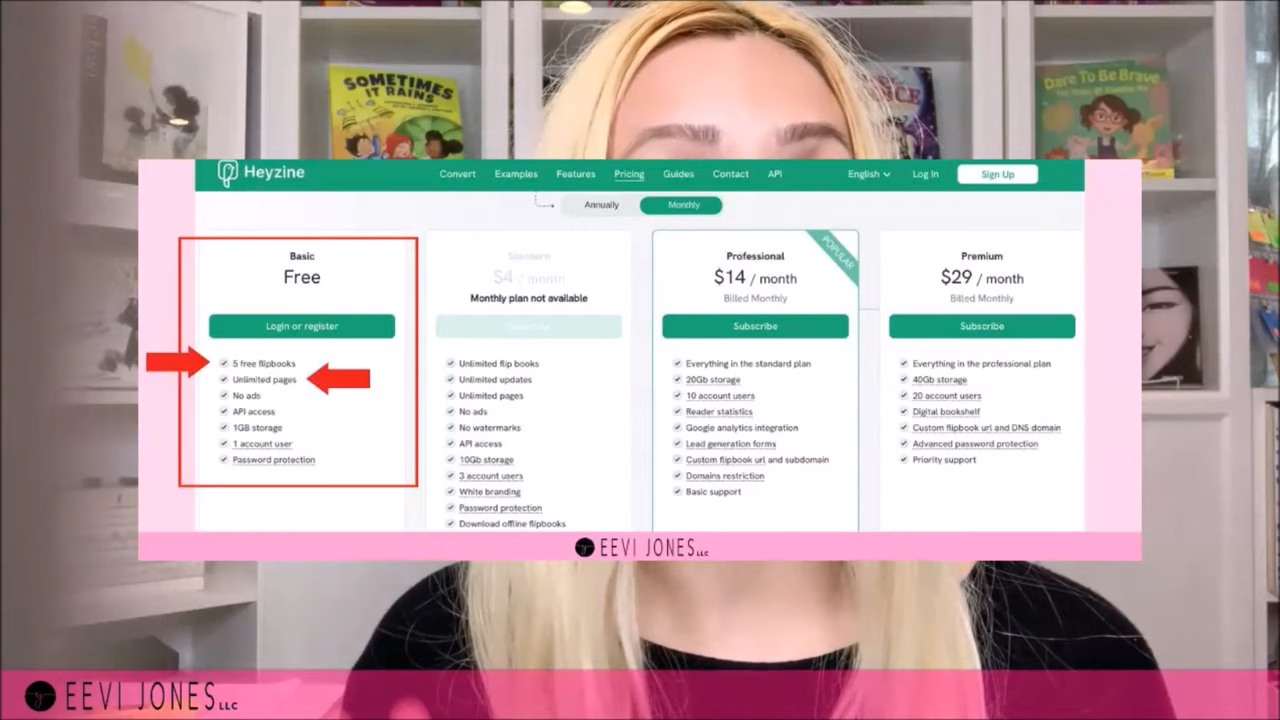 SOMETIMES
IT RAINS
DARE TO BE BRAVE
Heyzine
Convert Examples Features Pricing Guides Contact API English Log In Sign Up
Annually Monthly
Basic
Free
Login or register
5 free flipbooks
Unlimited pages
No ads
API access
1GB storage
1 account user
Password protection
Standard
$4 / month
Monthly plan not available
Subscribe
Unlimited flip books
Unlimited updates
Unlimited pages
No ads
No watermarks
API access
10Gb storage
3 account users
White branding
Password protection
Download offline flipbooks
POPULAR
Professional
$14 / month
Billed Monthly
Subscribe
Everything in the standard plan
20Gb storage
10 account users
Reader statistics
Google analytics integration
Lead generation forms
Custom flipbook url and subdomain
Domains restriction
Basic support
Premium
$29 / month
Billed Monthly
Subscribe
Everything in the professional plan
40Gb storage
20 account users
Digital bookshelf
Custom flipbook url and DNS domain
Advanced password protection
Priority support
EEVI JONES LLC
EEVI JONES LLC